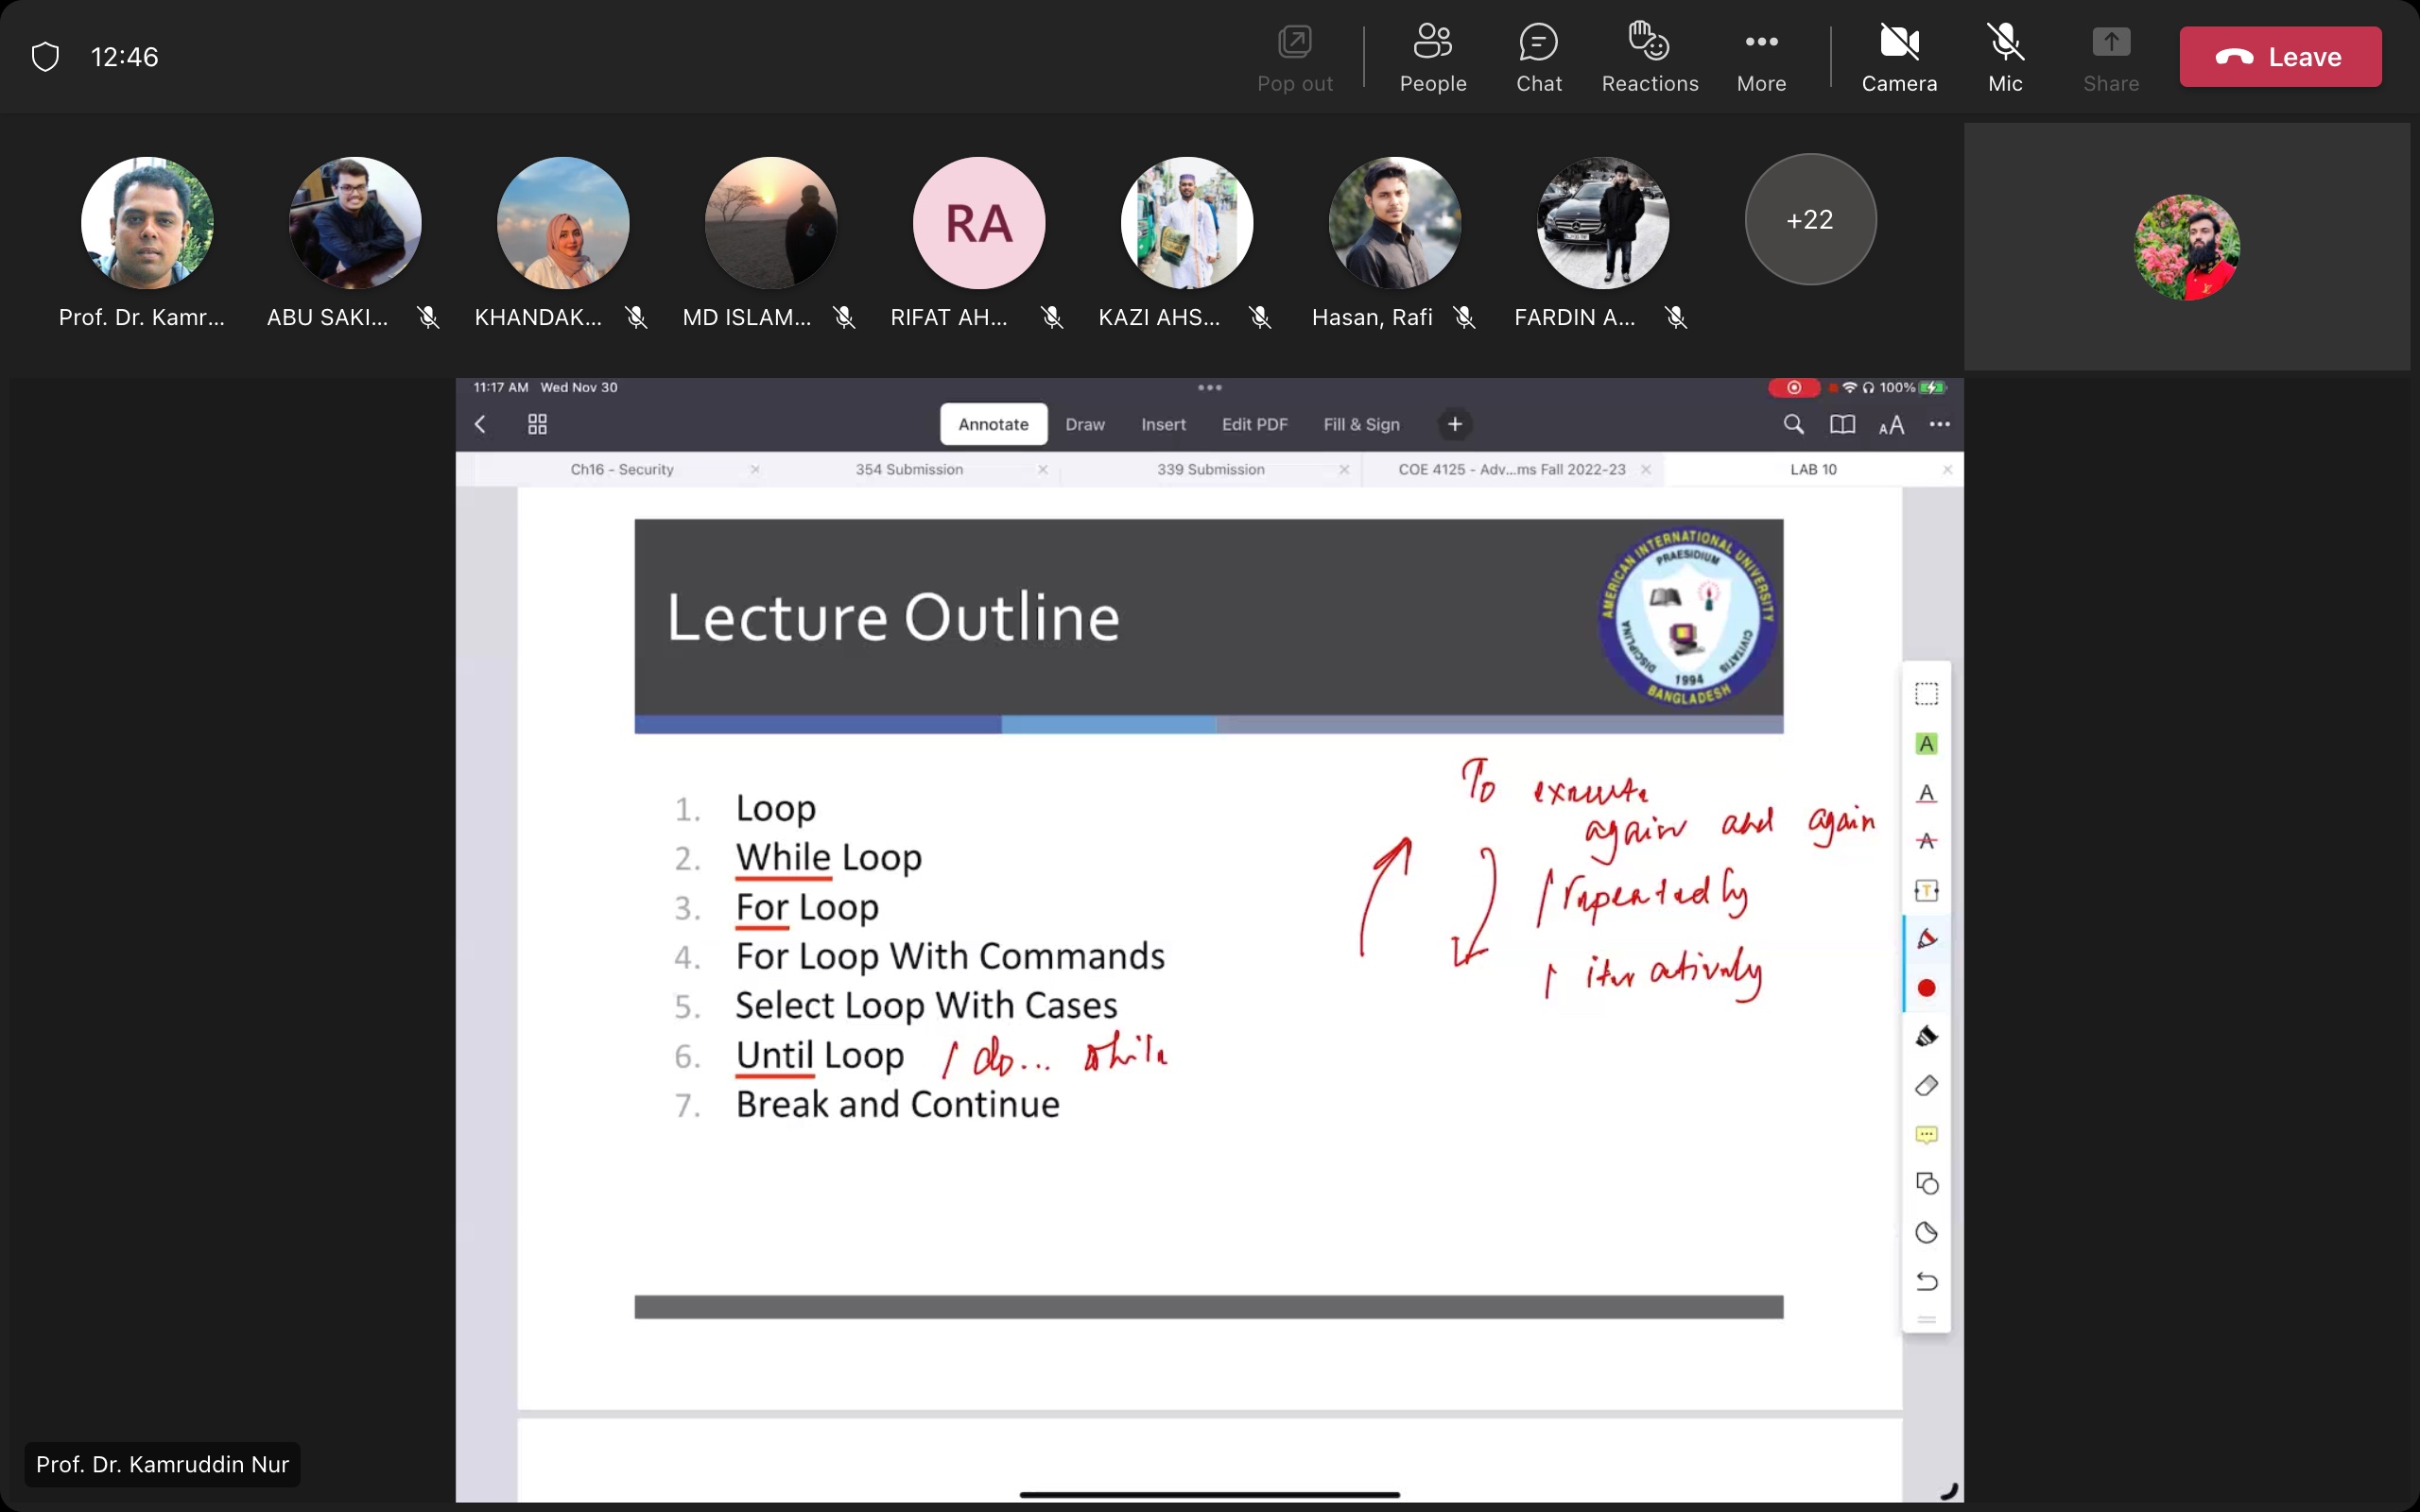 12:46
Pop out
People
Chat
Reactions
More
Camera
Mic
Share
Leave
RA
+22
Prof. Dr. Kamr...
ABU SAKI...
KHANDAK...
MD ISLAM...
RIFAT AH...
KAZI AHS...
Hasan, Rafi
FARDIN A...
11:17 AM Wed Nov 30
100%
Annotate
Draw
Insert
Edit PDF
Fill & Sign
AA
Ch16 - Security
354 Submission
339 Submission
COE 4125 - Adv...ms Fall 2022-23
LAB 10
Lecture Outline
AMERICAN INTERNATIONAL UNIVERSITY
PRAESIDIUM
DISCIPLINA
CIVITATIS
1994
BANGLADESH
To execute
again and again
/ repeatedly
/ iteratively
1. Loop
2. While Loop
3. For Loop
4. For Loop With Commands
5. Select Loop With Cases
6. Until Loop / do... while
7. Break and Continue
A
A
A
T
Prof. Dr. Kamruddin Nur